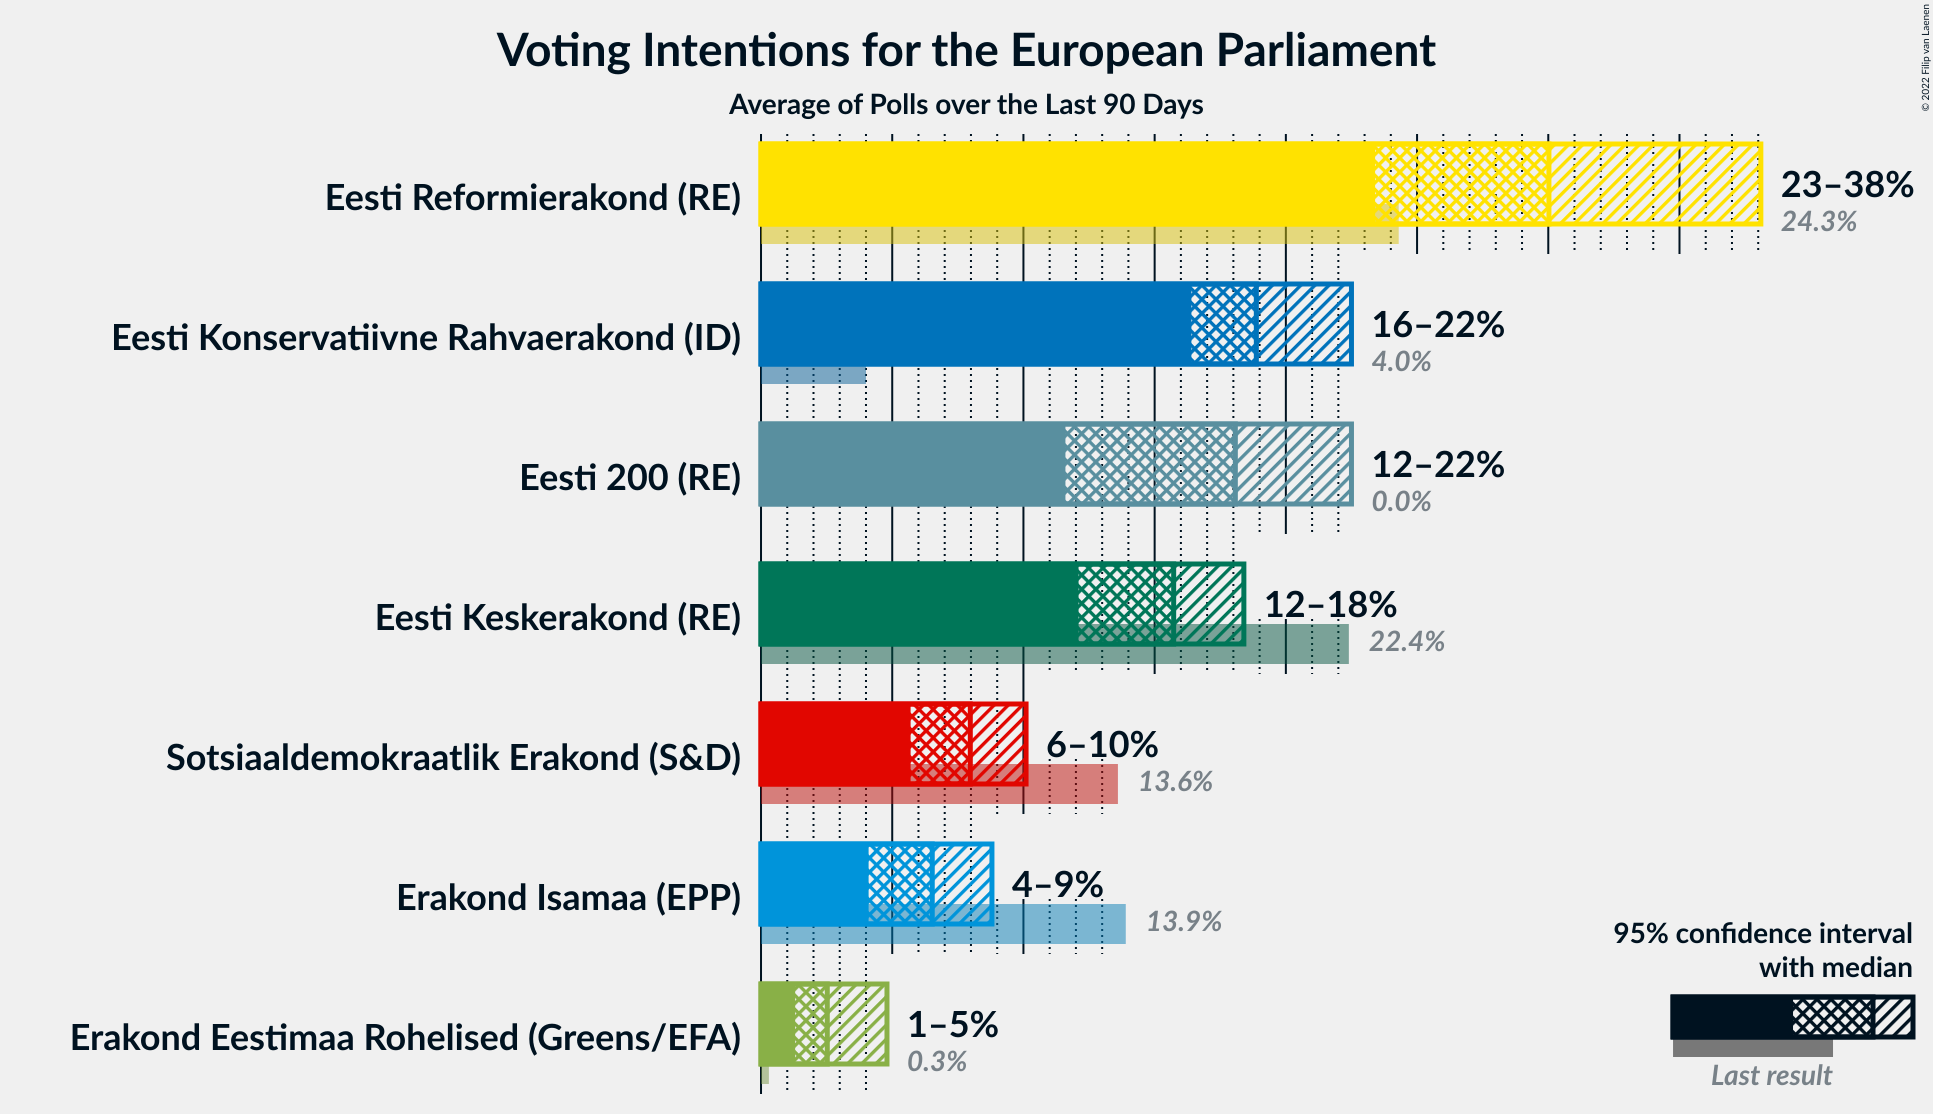 Voting Intentions for the European Parliament
Average of Polls over the Last 90 Days
© 2022 Filip van Laenen
Eesti Reformierakond (RE)
23–38%
24.3%
Eesti Konservatiivne Rahvaerakond (ID)
16–22%
4.0%
Eesti 200 (RE)
12–22%
0.0%
Eesti Keskerakond (RE)
12–18%
22.4%
Sotsiaaldemokraatlik Erakond (S&D)
6–10%
13.6%
Erakond Isamaa (EPP)
4–9%
13.9%
Erakond Eestimaa Rohelised (Greens/EFA)
1–5%
0.3%
95% confidence interval
with median
Last result